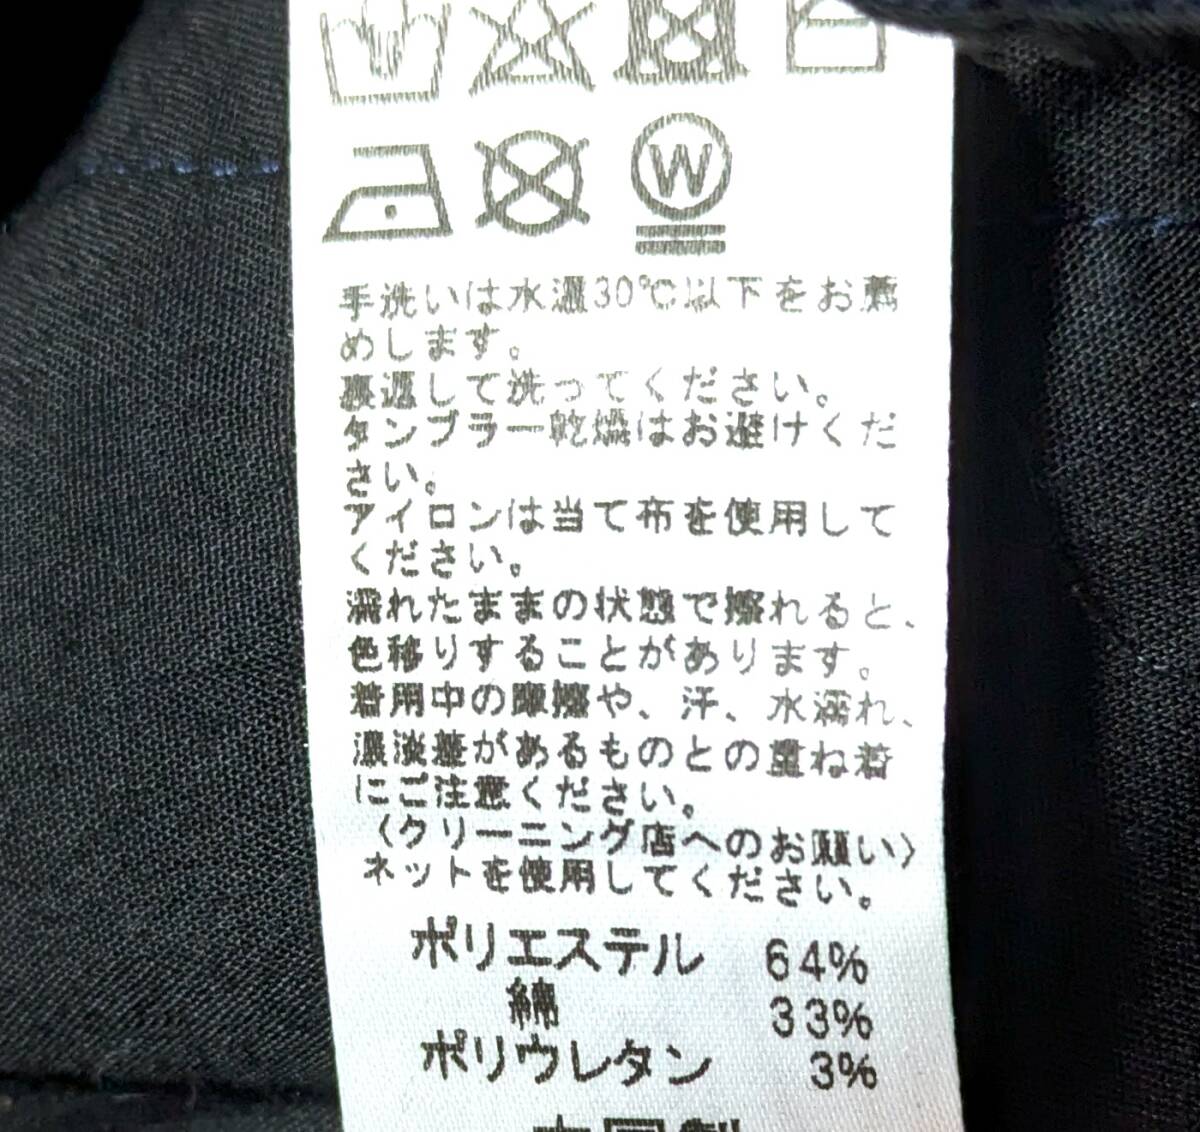 W
手洗いは水温30℃以下をお薦
めします。
裏返して洗ってください。
タンブラー乾燥はお避けくだ
さい。
アイロンは当て布を使用して
ください。
濡れたままの状態で擦れると、
色移りすることがあります。
着用中の摩擦や、汗、水濡れ、
濃淡差があるものとの重ね着
にご注意ください。
〈クリーニング店へのお願い〉
ネットを使用してください。
ポリエステル 64%
綿 33%
ポリウレタン 3%